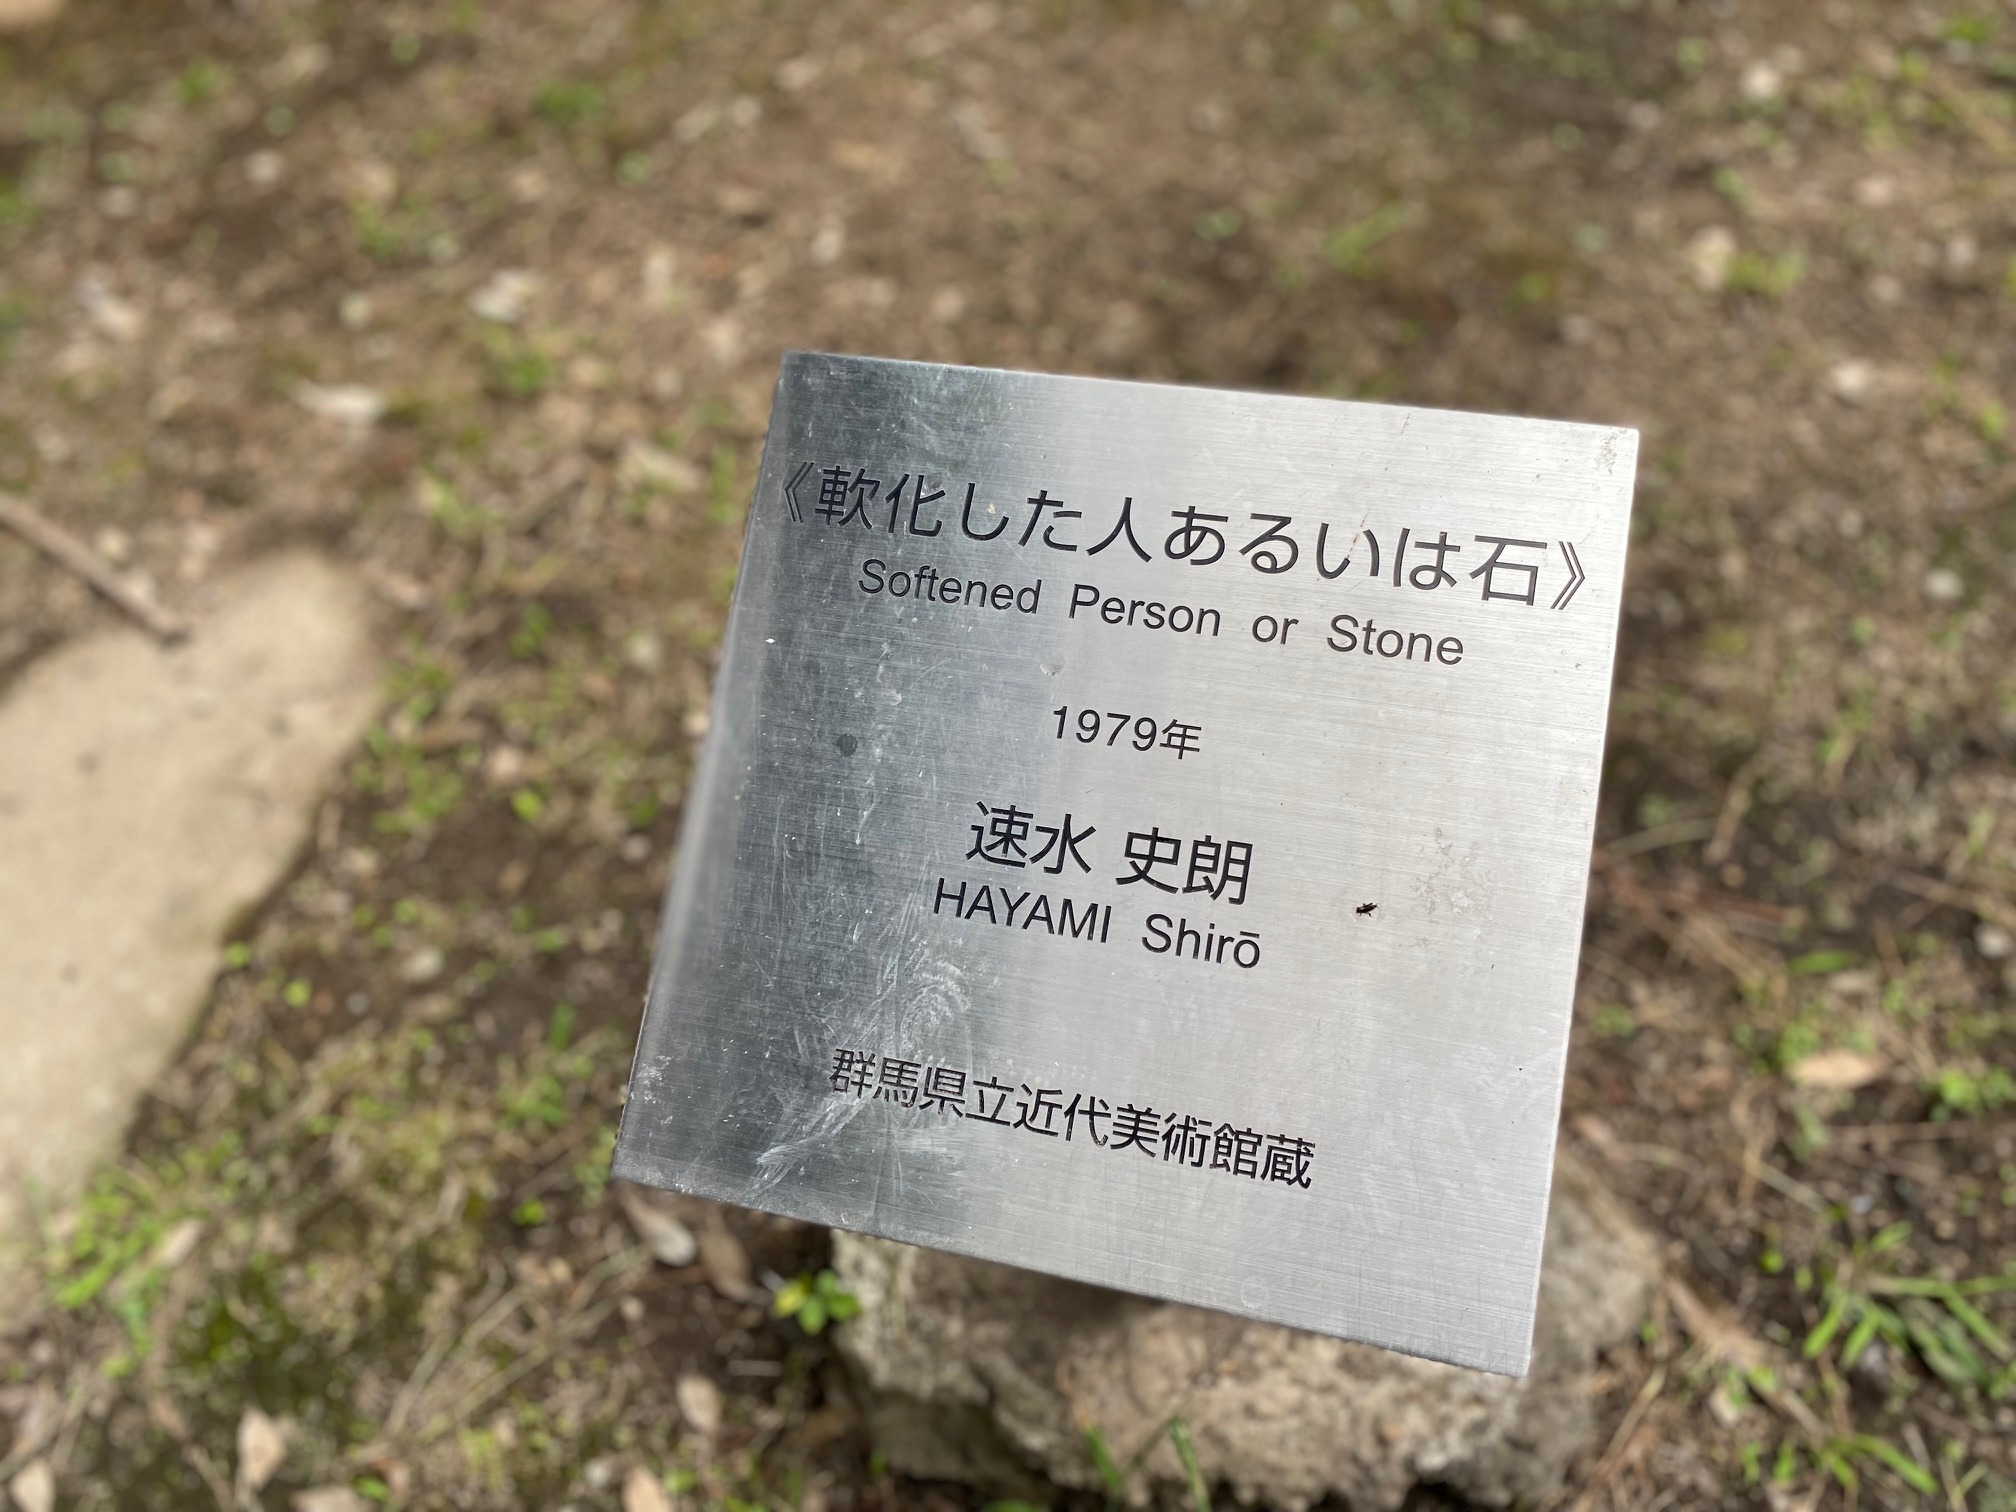 《軟化した人あるいは石》
Softened Person or Stone
1979年
速水 史朗
HAYAMI Shirō
群馬県立近代美術館蔵